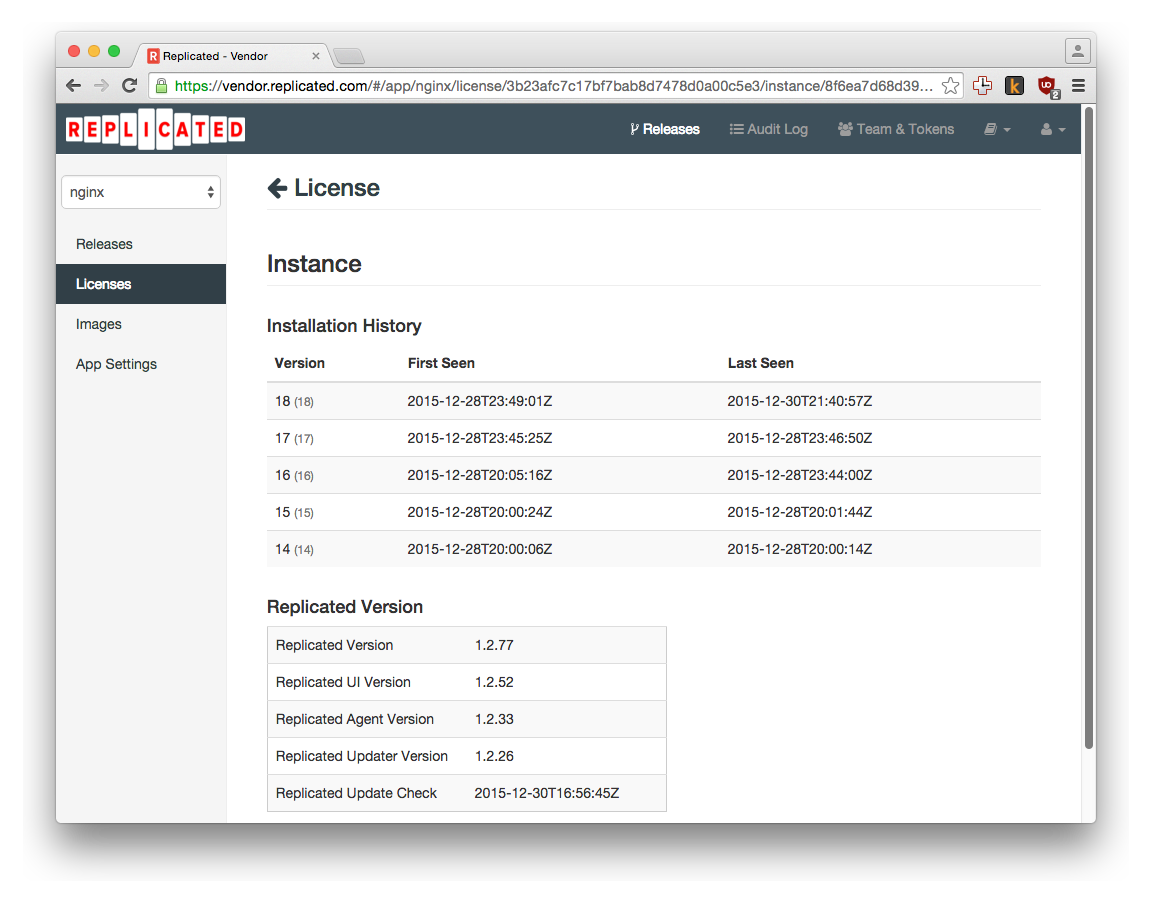 Replicated - Vendor
https://vendor.replicated.com/#/app/nginx/license/3b23afc7c17bf7bab8d7478d0a00c5e3/instance/8f6ea7d68d39...
k
2
REPLICATED
Releases Audit Log Team & Tokens
nginx
Releases
Licenses
Images
App Settings
License
Instance
Installation History
Version First Seen Last Seen
18 (18) 2015-12-28T23:49:01Z 2015-12-30T21:40:57Z
17 (17) 2015-12-28T23:45:25Z 2015-12-28T23:46:50Z
16 (16) 2015-12-28T20:05:16Z 2015-12-28T23:44:00Z
15 (15) 2015-12-28T20:00:24Z 2015-12-28T20:01:44Z
14 (14) 2015-12-28T20:00:06Z 2015-12-28T20:00:14Z
Replicated Version
Replicated Version 1.2.77
Replicated UI Version 1.2.52
Replicated Agent Version 1.2.33
Replicated Updater Version 1.2.26
Replicated Update Check 2015-12-30T16:56:45Z